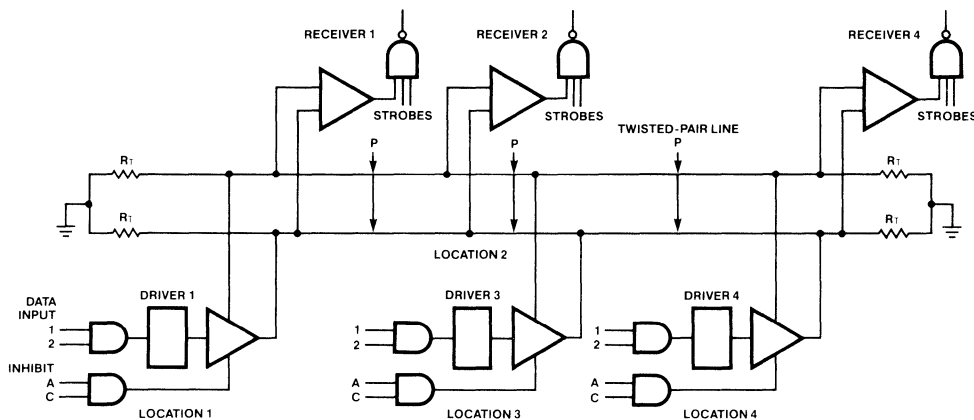 RECEIVER 1
RECEIVER 2
RECEIVER 4
STROBES
STROBES
STROBES
TWISTED-PAIR LINE
P
P
P
RT
RT
RT
RT
LOCATION 2
DATA
INPUT
1
2
DRIVER 1
1
2
DRIVER 3
1
2
DRIVER 4
INHIBIT
A
C
A
C
A
C
LOCATION 1
LOCATION 3
LOCATION 4